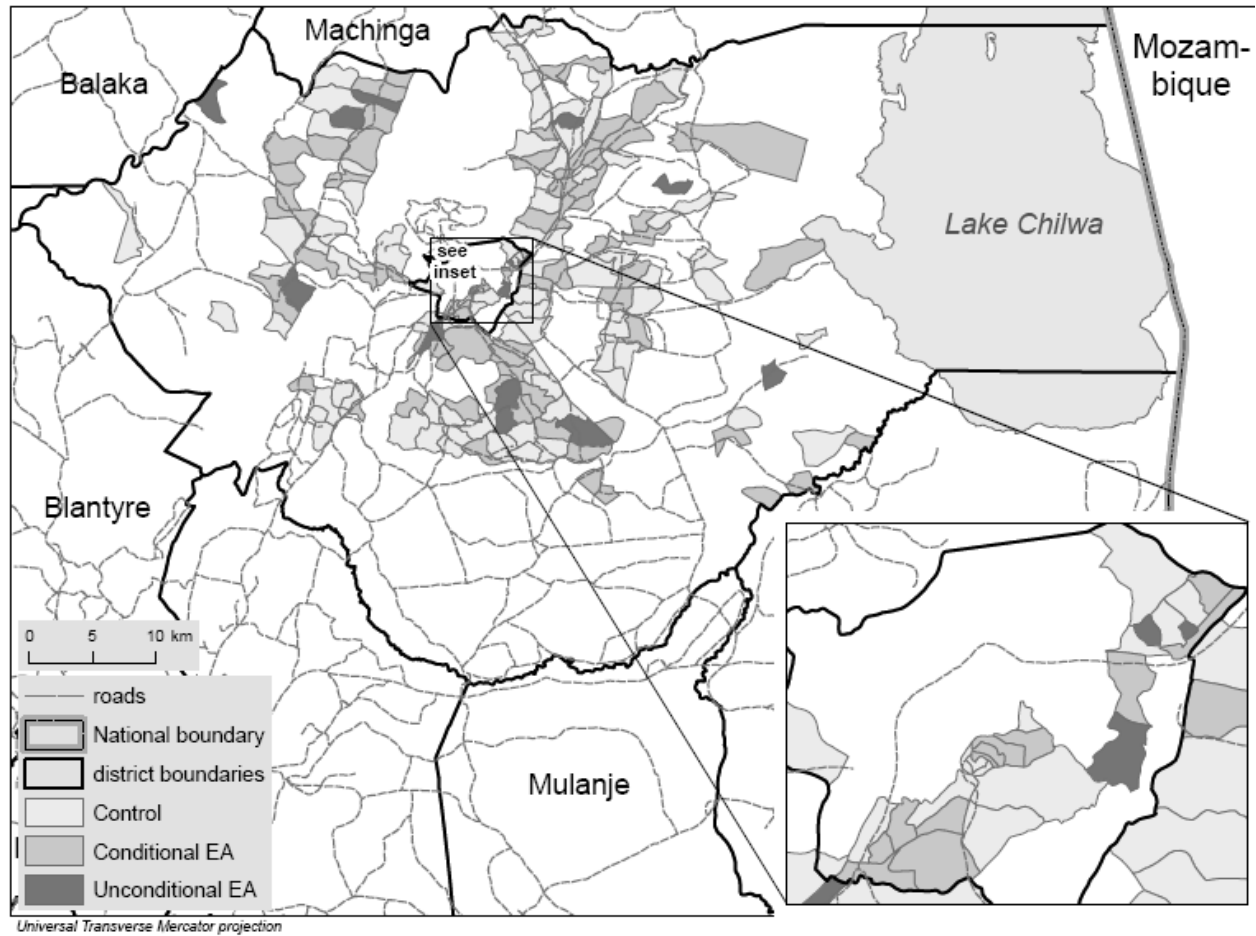 Machinga
Balaka
Mozam-
bique
see
inset
Lake Chilwa
Blantyre
0 5 10 km
roads
National boundary
district boundaries
Control
Conditional EA
Unconditional EA
Mulanje
Universal Transverse Mercator projection